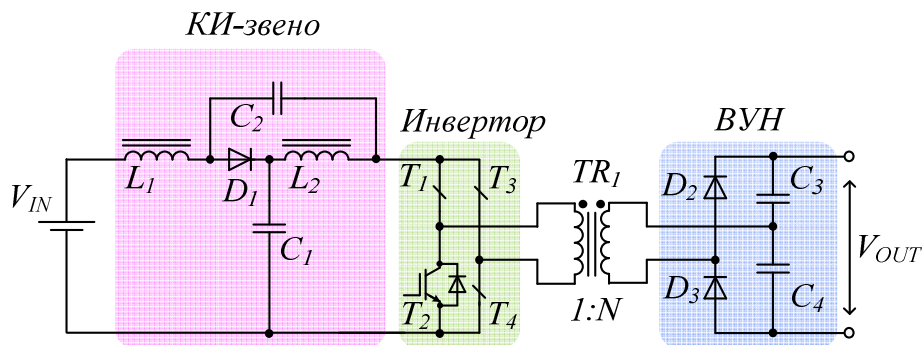 КИ-звено
C2
Инвертор
ВУН
L1
D1
L2
T1
T3
TR1
D2
C3
VIN
C1
VOUT
T2
T4
1:N
D3
C4